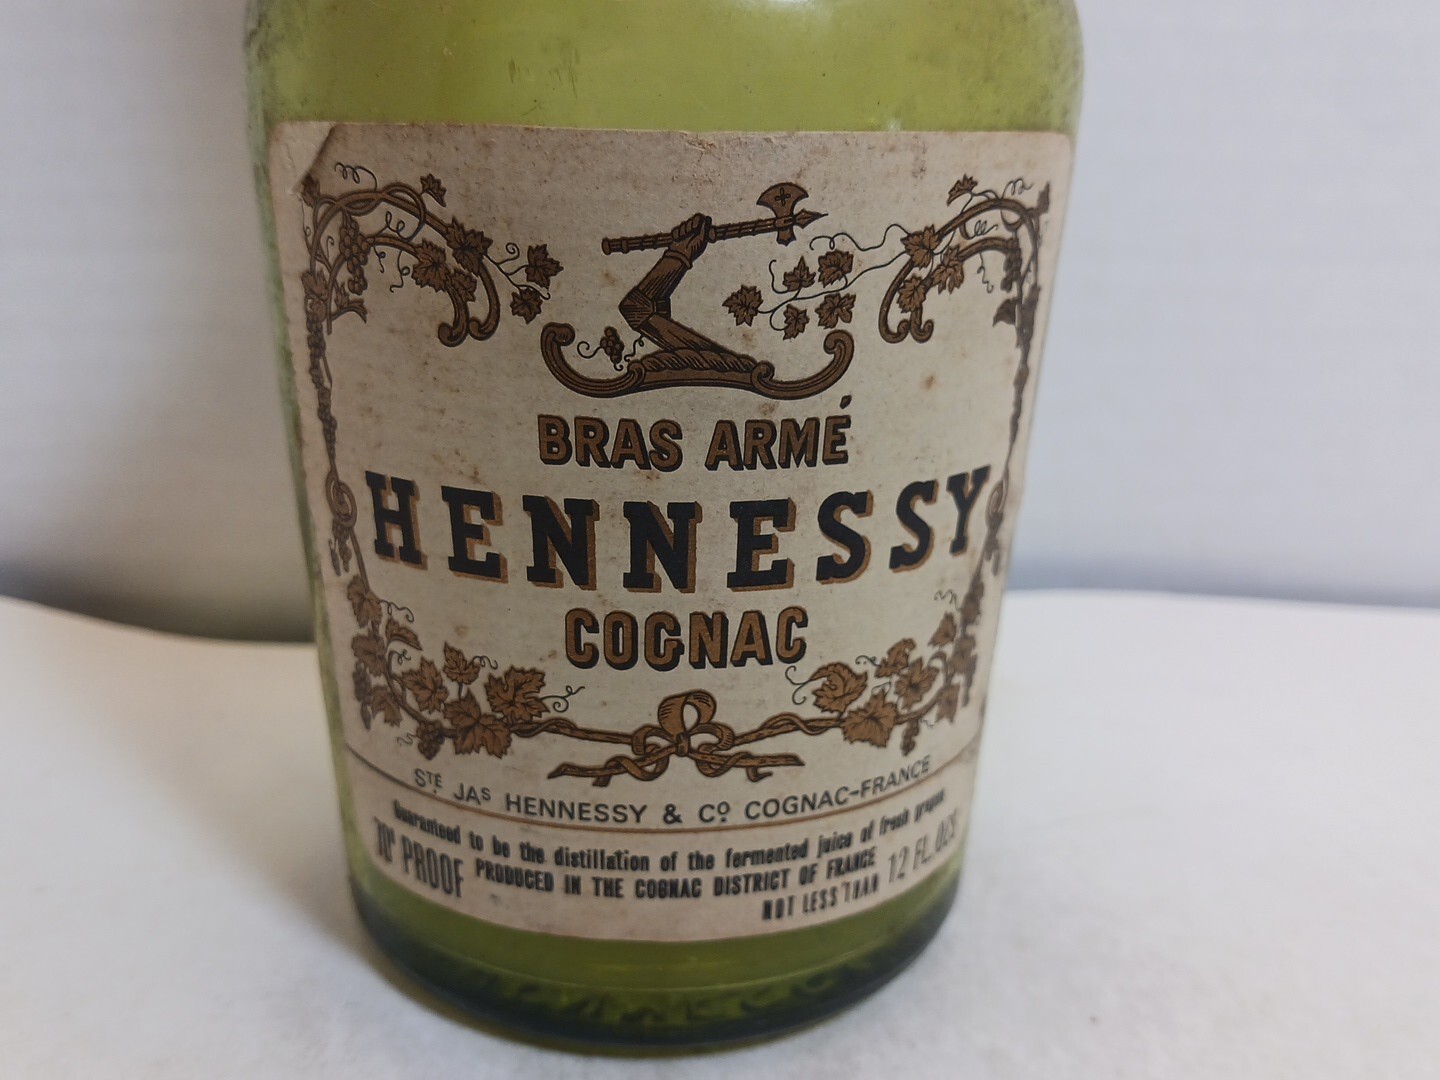 BRAS ARMÉ
HENNESSY
COGNAC
STÉ JAS HENNESSY & Cº COGNAC-FRANCE
Guaranteed to be the distillation of the fermented juice of fresh grapes
70° PROOF PRODUCED IN THE COGNAC DISTRICT OF FRANCE 12 FL. OZS.
NOT LESS THAN